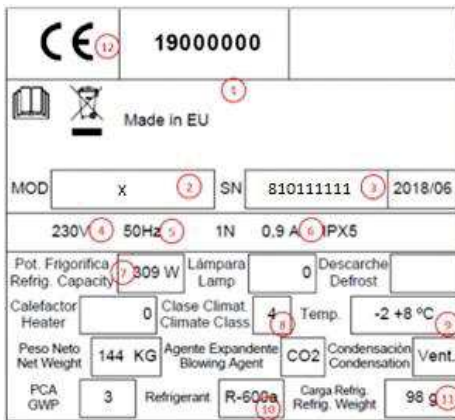 CE 12 19000000
1
Made in EU
MOD X 2 SN 810111111 3 2018/06
230V 4 50Hz 5 1N 0,9 A 6 IPX5
Pot. Frigorifica
Refrig. Capacity 7 309 W Lámpara
Lamp 0 Descarche
Defrost
Calefactor
Heater 0 Clase Climat.
Climate Class 4 8 Temp. -2 +8 ºC 9
Peso Neto
Net Weight 144 KG Agente Expandente
Blowing Agent CO2 Condensación
Condensation Vent.
PCA
GWP 3 Refrigerant R-600a 10 Carga Refrig.
Refrig. Weight 98 g 11